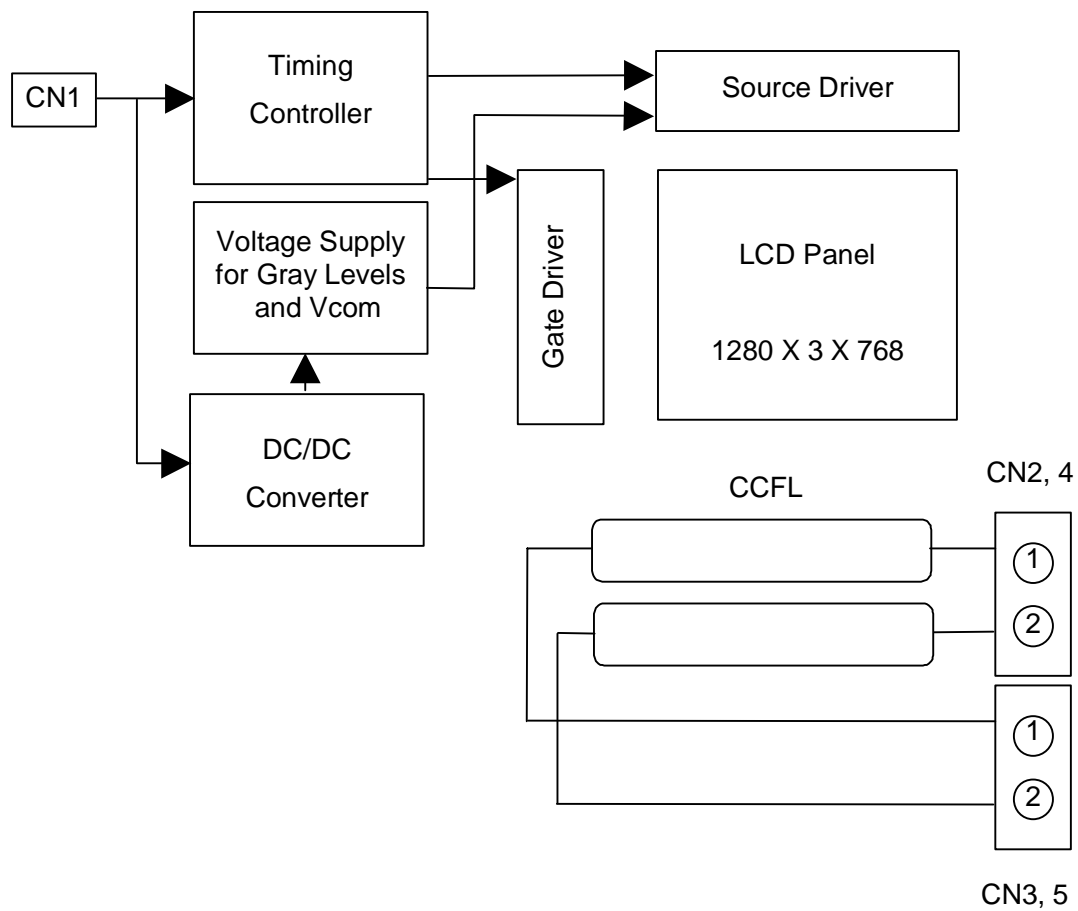 CN1
Timing
Controller
Source Driver
Voltage Supply
for Gray Levels
and Vcom
Gate Driver
LCD Panel
1280 X 3 X 768
DC/DC
Converter
CCFL
CN2, 4
1
2
1
2
CN3, 5